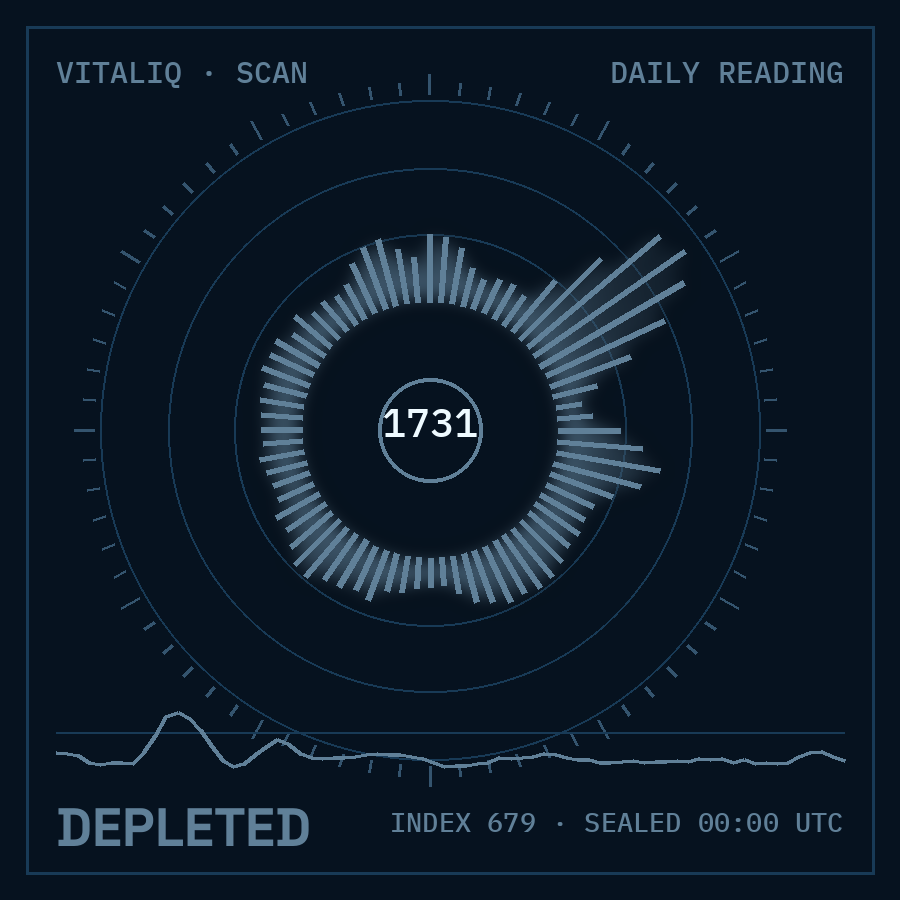 VITALIQ · SCAN
DAILY READING
1731
DEPLETED
INDEX 679 · SEALED 00:00 UTC